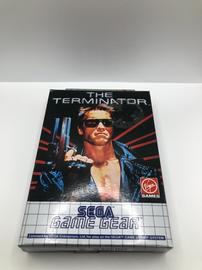 THE
TERMINATOR
Virgin
GAMES
SEGA
GAME GEAR